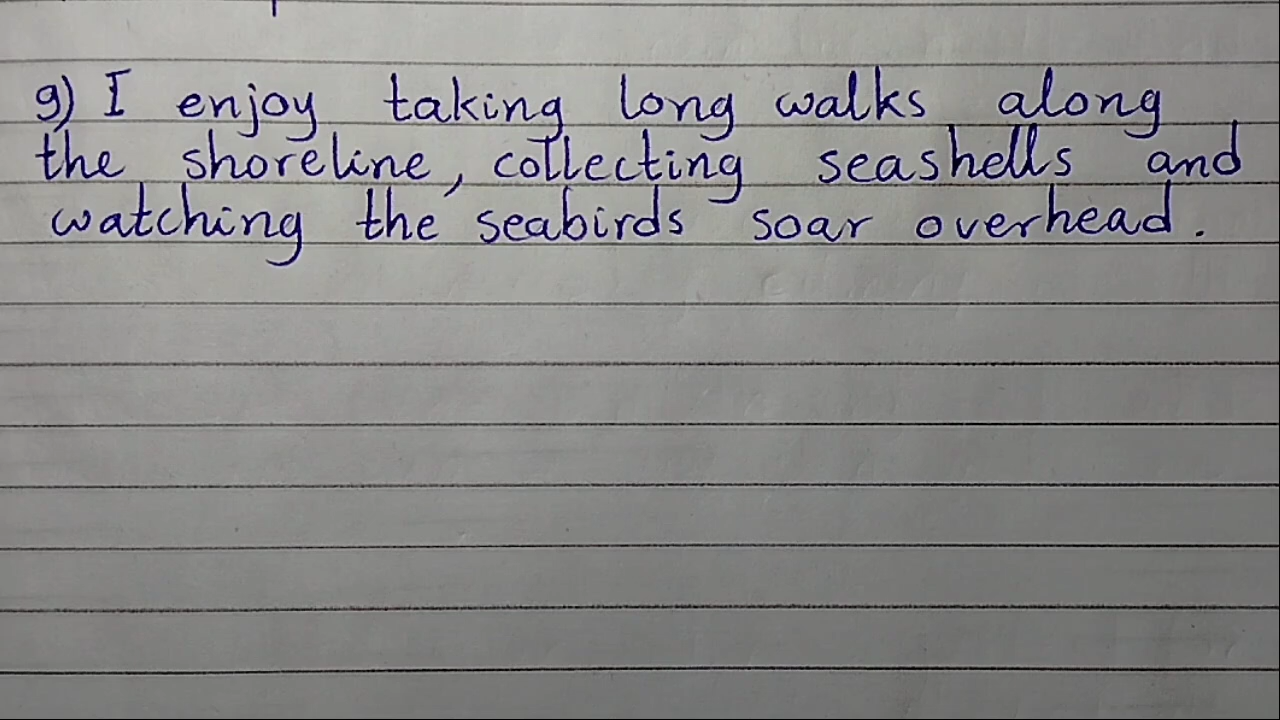 9) I enjoy taking long walks along
the shoreline, collecting seashells and
watching the seabirds soar overhead.